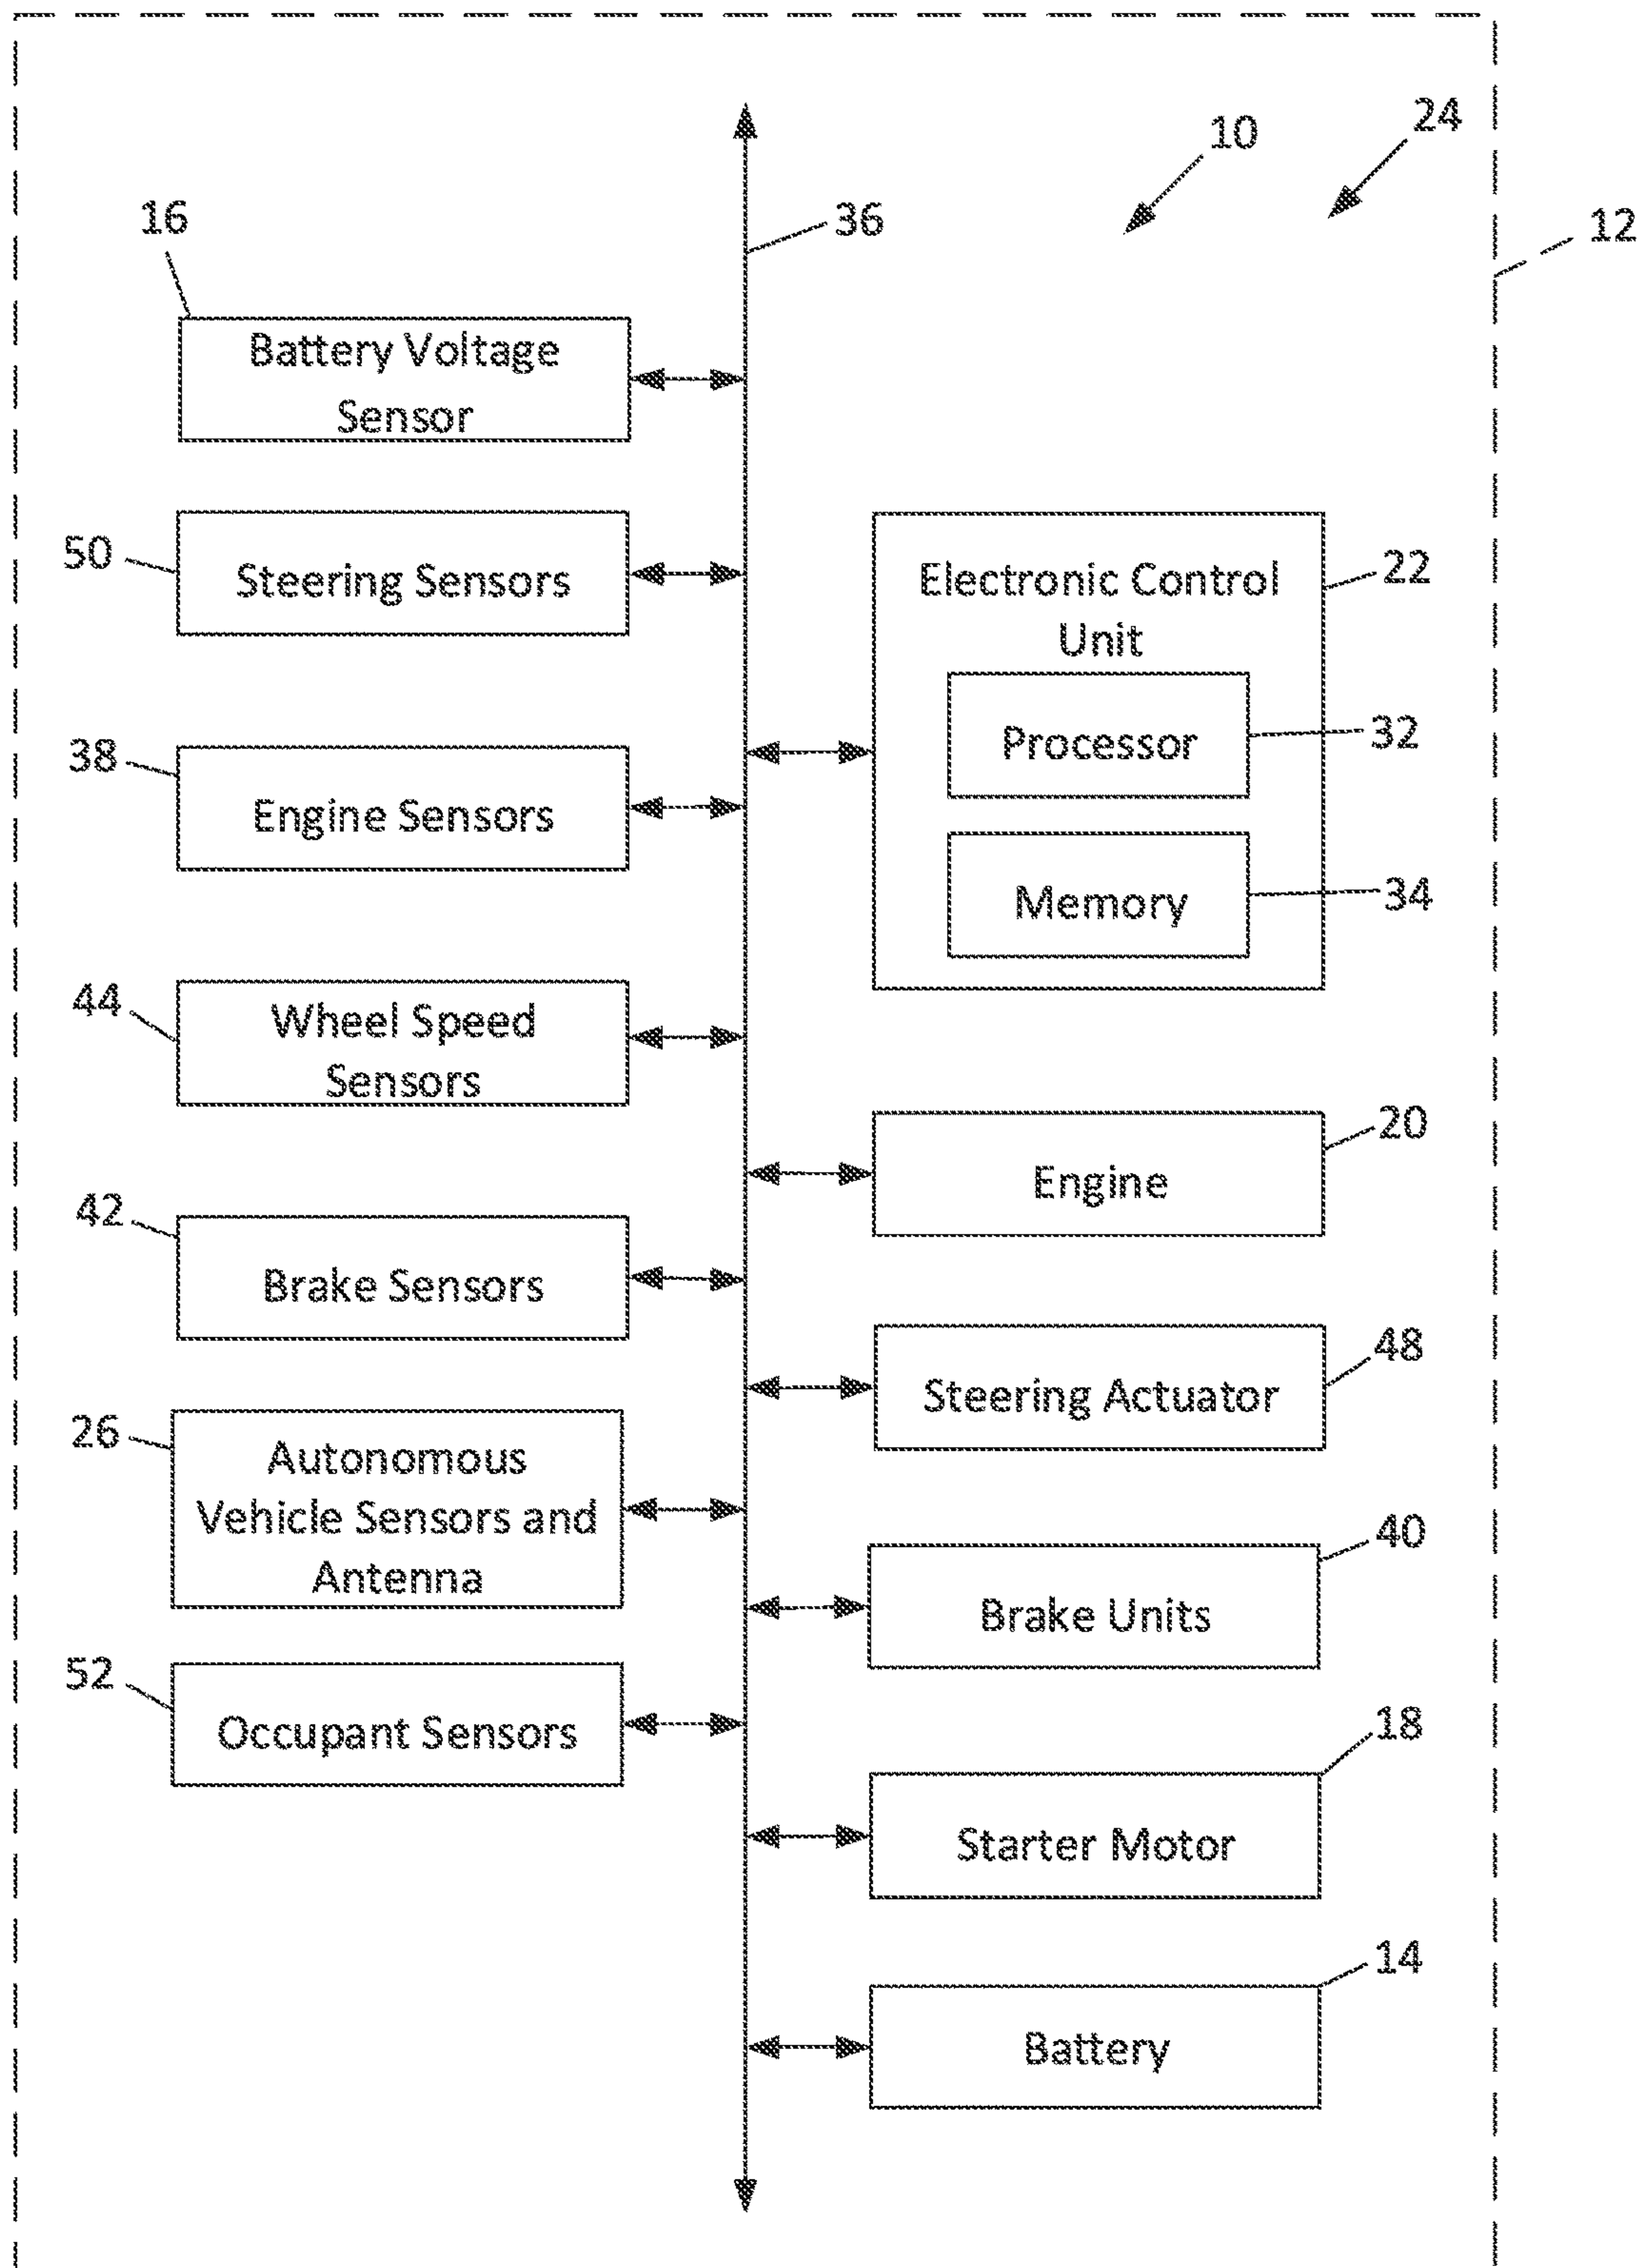 10
24
12
36
16
Battery Voltage
Sensor
50
Steering Sensors
38
Engine Sensors
44
Wheel Speed
Sensors
42
Brake Sensors
26
Autonomous
Vehicle Sensors and
Antenna
52
Occupant Sensors
Electronic Control
Unit
22
Processor
32
Memory
34
Engine
20
Steering Actuator
48
Brake Units
40
Starter Motor
18
Battery
14